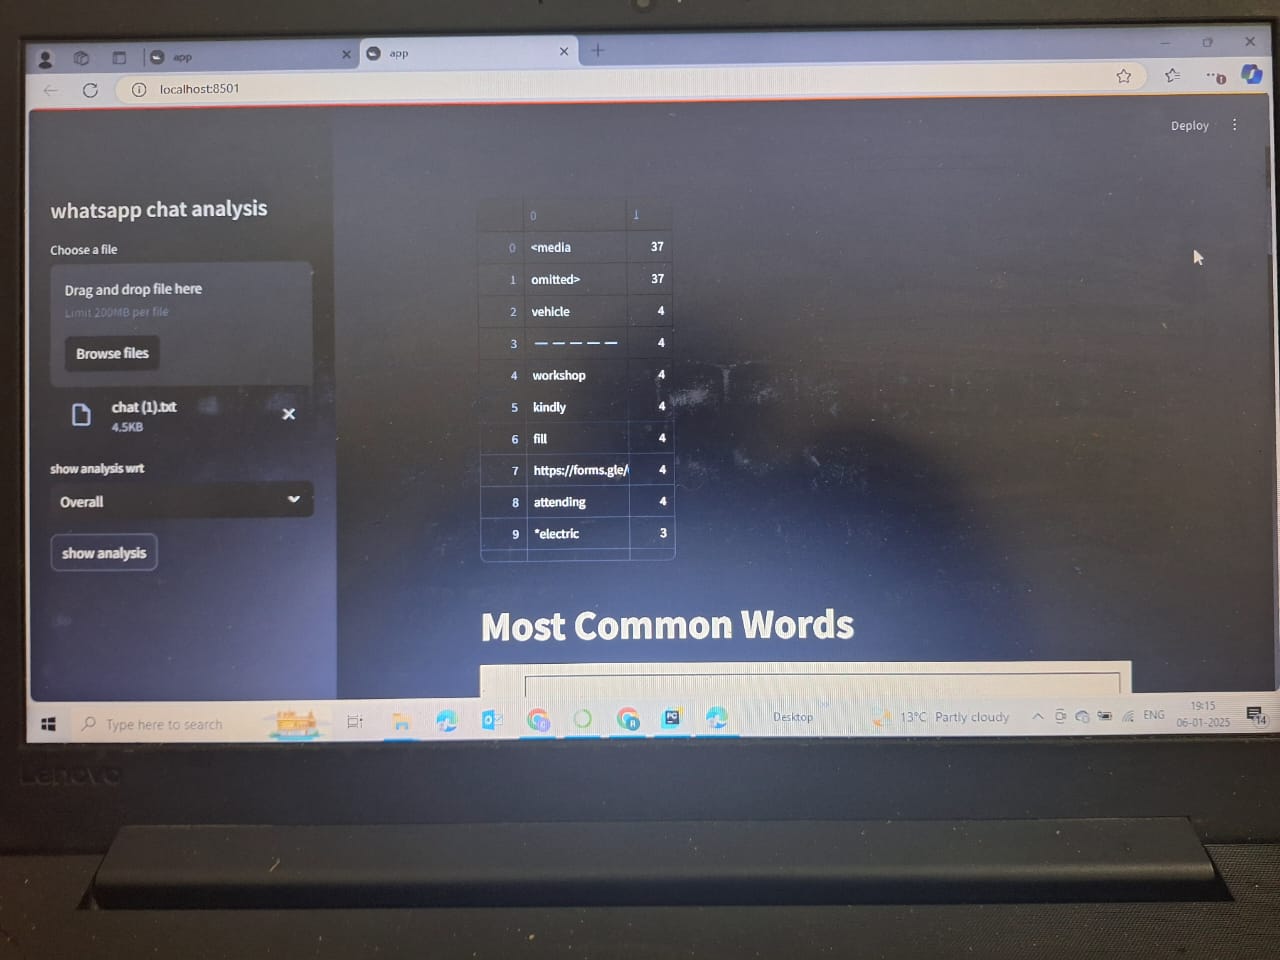 app
app
localhost:8501
Deploy
whatsapp chat analysis
Choose a file
Drag and drop file here
Limit 200MB per file
Browse files
chat (1).txt
4.5KB
show analysis wrt
Overall
show analysis
0 1
0 <media 37
1 omitted> 37
2 vehicle 4
3 — — — — — 4
4 workshop 4
5 kindly 4
6 fill 4
7 https://forms.gle/ 4
8 attending 4
9 *electric 3
Most Common Words
Type here to search
Desktop
13°C Partly cloudy
ENG
19:15
06-01-2025
14
Lenovo